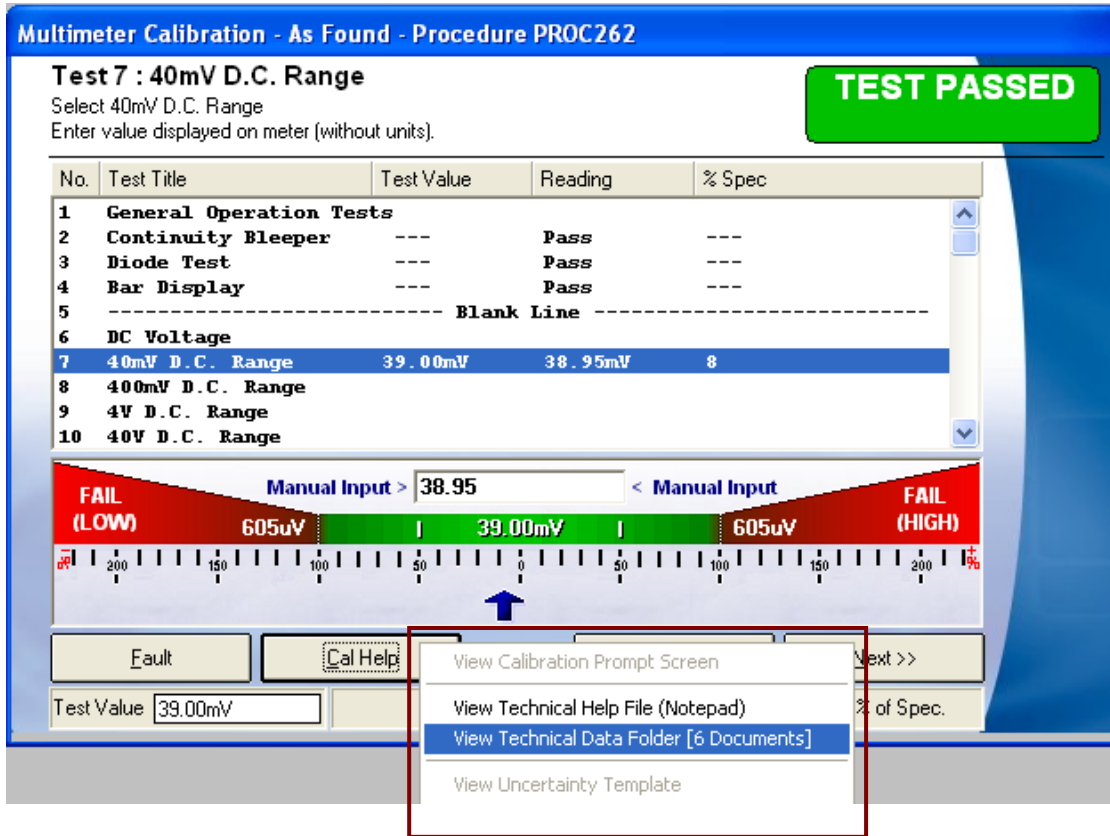 Multimeter Calibration - As Found - Procedure PROC262
Test 7 : 40mV D.C. Range
TEST PASSED
Select 40mV D.C. Range
Enter value displayed on meter (without units).
No. Test Title Test Value Reading % Spec
1 General Operation Tests
2 Continuity Bleeper --- Pass ---
3 Diode Test --- Pass ---
4 Bar Display --- Pass ---
5 --------------------------- Blank Line ---------------------------
6 DC Voltage
7 40mV D.C. Range 39.00mV 38.95mV 8
8 400mV D.C. Range
9 4V D.C. Range
10 40V D.C. Range
Manual Input > 38.95 < Manual Input
FAIL (LOW) 605uV 39.00mV 605uV FAIL (HIGH)
-% 200 150 100 50 0 50 100 150 200 +%
Fault Cal Help Next >>
View Calibration Prompt Screen
Test Value 39.00mV % of Spec.
View Technical Help File (Notepad)
View Technical Data Folder [6 Documents]
View Uncertainty Template